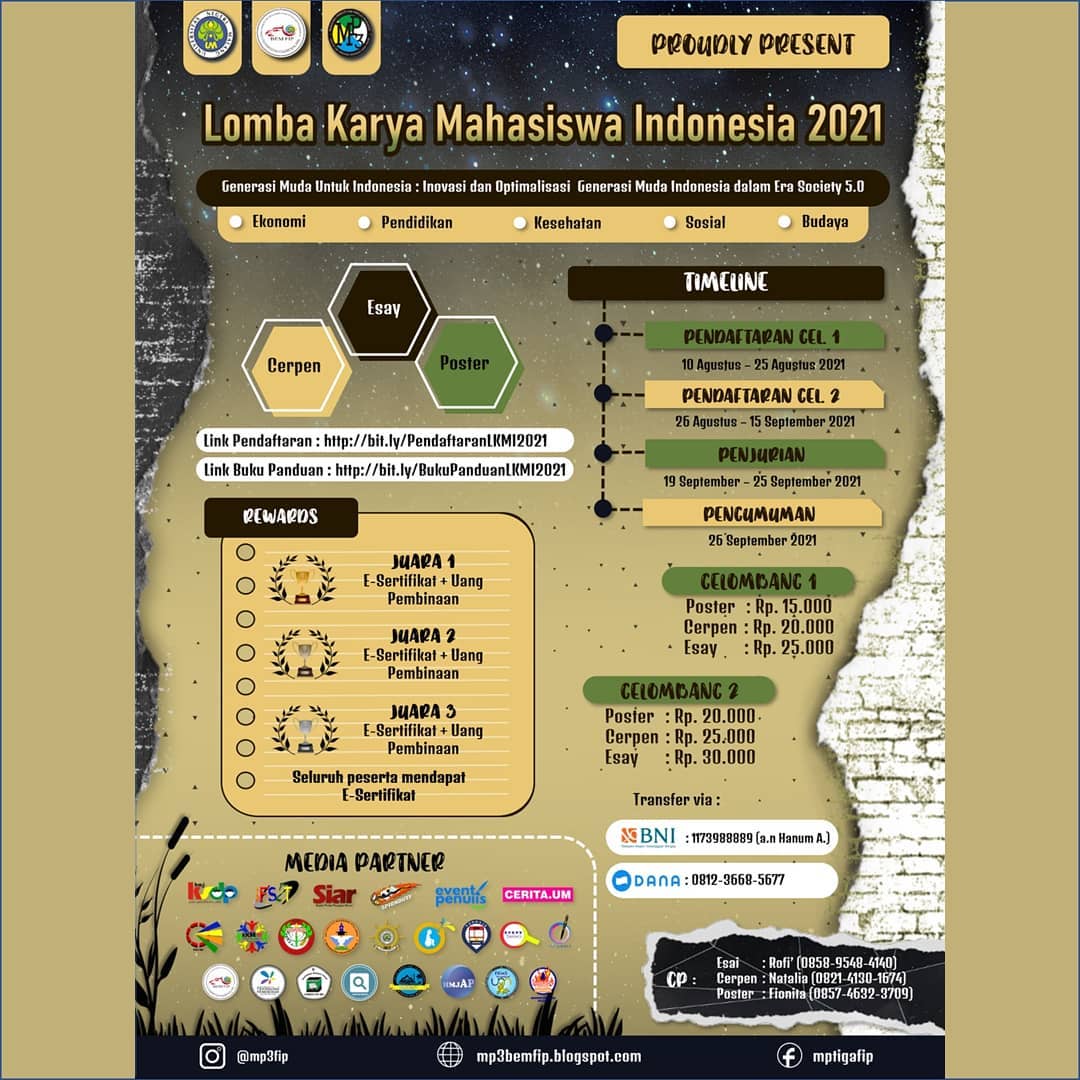 PROUDLY PRESENT
Lomba Karya Mahasiswa Indonesia 2021
Generasi Muda Untuk Indonesia : Inovasi dan Optimalisasi Generasi Muda Indonesia dalam Era Society 5.0
Ekonomi
Pendidikan
Kesehatan
Sosial
Budaya
Esay
Cerpen
Poster
Link Pendaftaran : http://bit.ly/PendaftaranLKMI2021
Link Buku Panduan : http://bit.ly/BukuPanduanLKMI2021
TIMELINE
PENDAFTARAN GEL. 1
10 Agustus - 25 Agustus 2021
PENDAFTARAN GEL. 2
26 Agustus - 15 September 2021
PENJURIAN
19 September - 25 September 2021
PENGUMUMAN
26 September 2021
REWARDS
JUARA 1
E-Sertifikat + Uang
Pembinaan
JUARA 2
E-Sertifikat + Uang
Pembinaan
JUARA 3
E-Sertifikat + Uang
Pembinaan
Seluruh peserta mendapat
E-Sertifikat
GELOMBANG 1
Poster : Rp. 15.000
Cerpen : Rp. 20.000
Esay : Rp. 25.000
GELOMBANG 2
Poster : Rp. 20.000
Cerpen : Rp. 25.000
Esay : Rp. 30.000
Transfer via :
BNI : 1173988889 (a.n Hanum A.)
DANA : 0812-3668-5677
MEDIA PARTNER
Siar
event penulis
CERITA.UM
HMJAP
CP :
Esai : Rofi' (0858-9548-4140)
Cerpen : Natalia (0821-4130-1674)
Poster : Fionita (0857-4632-3709)
@mp3fip
mp3bemfip.blogspot.com
mptigafip